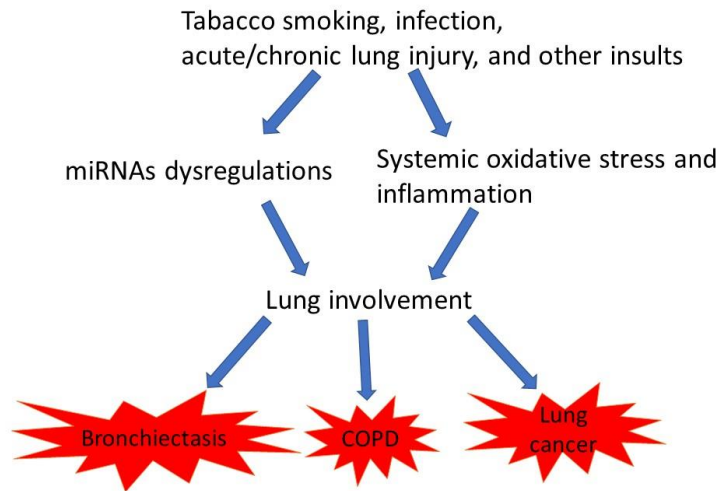 Tabacco smoking, infection,
acute/chronic lung injury, and other insults
miRNAs dysregulations
Systemic oxidative stress and
inflammation
Lung involvement
Bronchiectasis
COPD
Lung
cancer